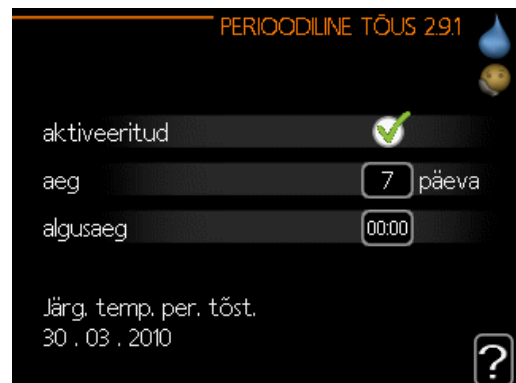 PERIOODILINE TÕUS 2.9.1
aktiveeritud
aeg 7 päeva
algusaeg 00:00
Järg. temp. per. tõst.
30 . 03 . 2010
?